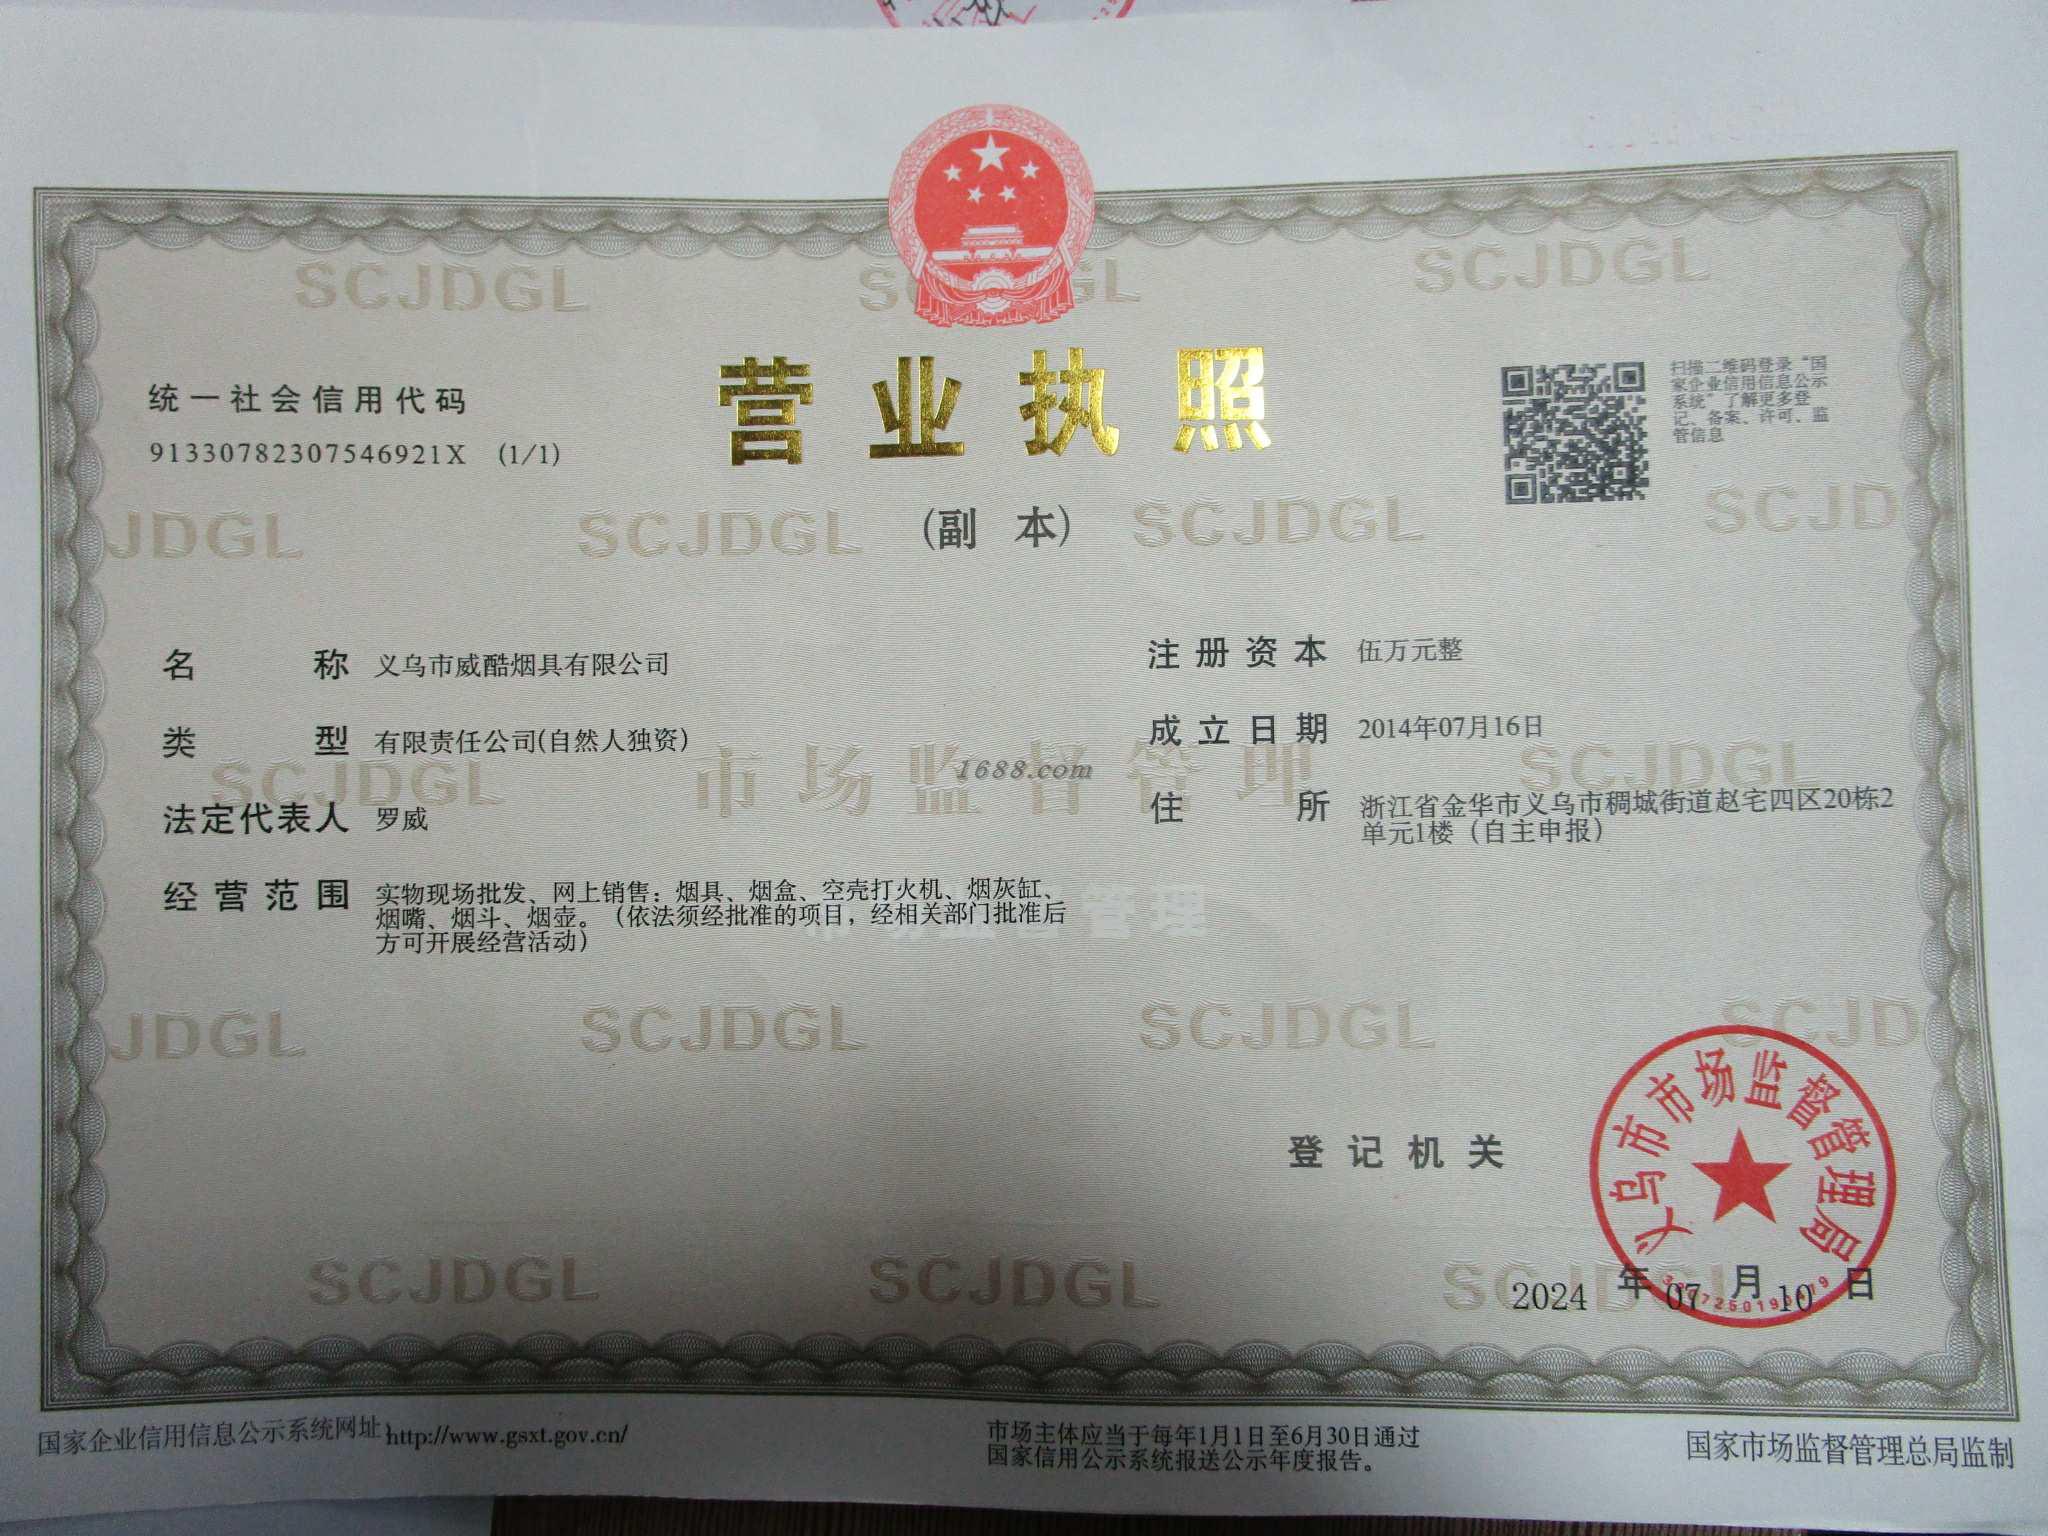 营业执照
(副 本)
统一社会信用代码
91330782307546921X (1/1)
扫描二维码登录“国
家企业信用信息公示
系统”了解更多登
记、备案、许可、监
管信息
名 称 义乌市威酷烟具有限公司
类 型 有限责任公司(自然人独资)
法定代表人 罗威
经营范围 实物现场批发、网上销售：烟具、烟盒、空壳打火机、烟灰缸、
烟嘴、烟斗、烟壶。（依法须经批准的项目，经相关部门批准后
方可开展经营活动）
注册资本 伍万元整
成立日期 2014年07月16日
住 所 浙江省金华市义乌市稠城街道赵宅四区20栋2
单元1楼（自主申报）
1688.com
市场监督管理
SCJDGL
登记机关
义乌市市场监督管理局
2024 年 07 月 10 日
国家企业信用信息公示系统网址 http://www.gsxt.gov.cn/
市场主体应当于每年1月1日至6月30日通过
国家信用公示系统报送公示年度报告。
国家市场监督管理总局监制